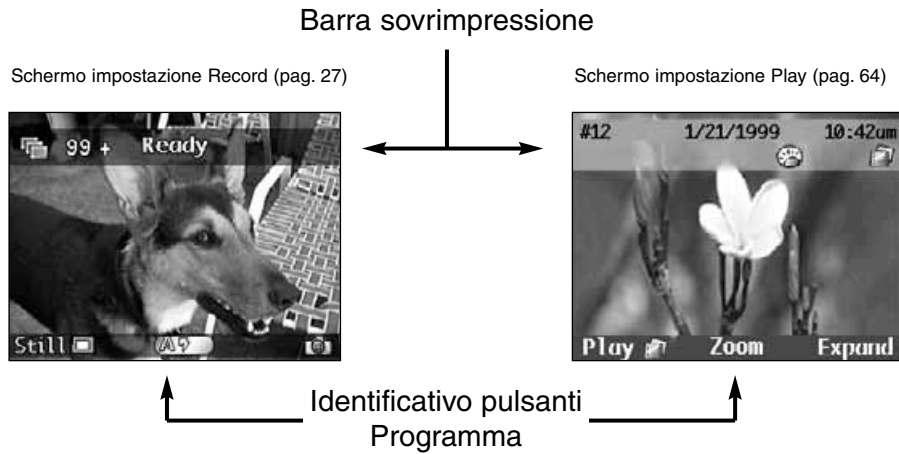 Barra sovrimpressione
Schermo impostazione Record (pag. 27)
Schermo impostazione Play (pag. 64)
99 + Ready
#12 1/21/1999 10:42am
Still
A
Play Zoom Expand
Identificativo pulsanti
Programma